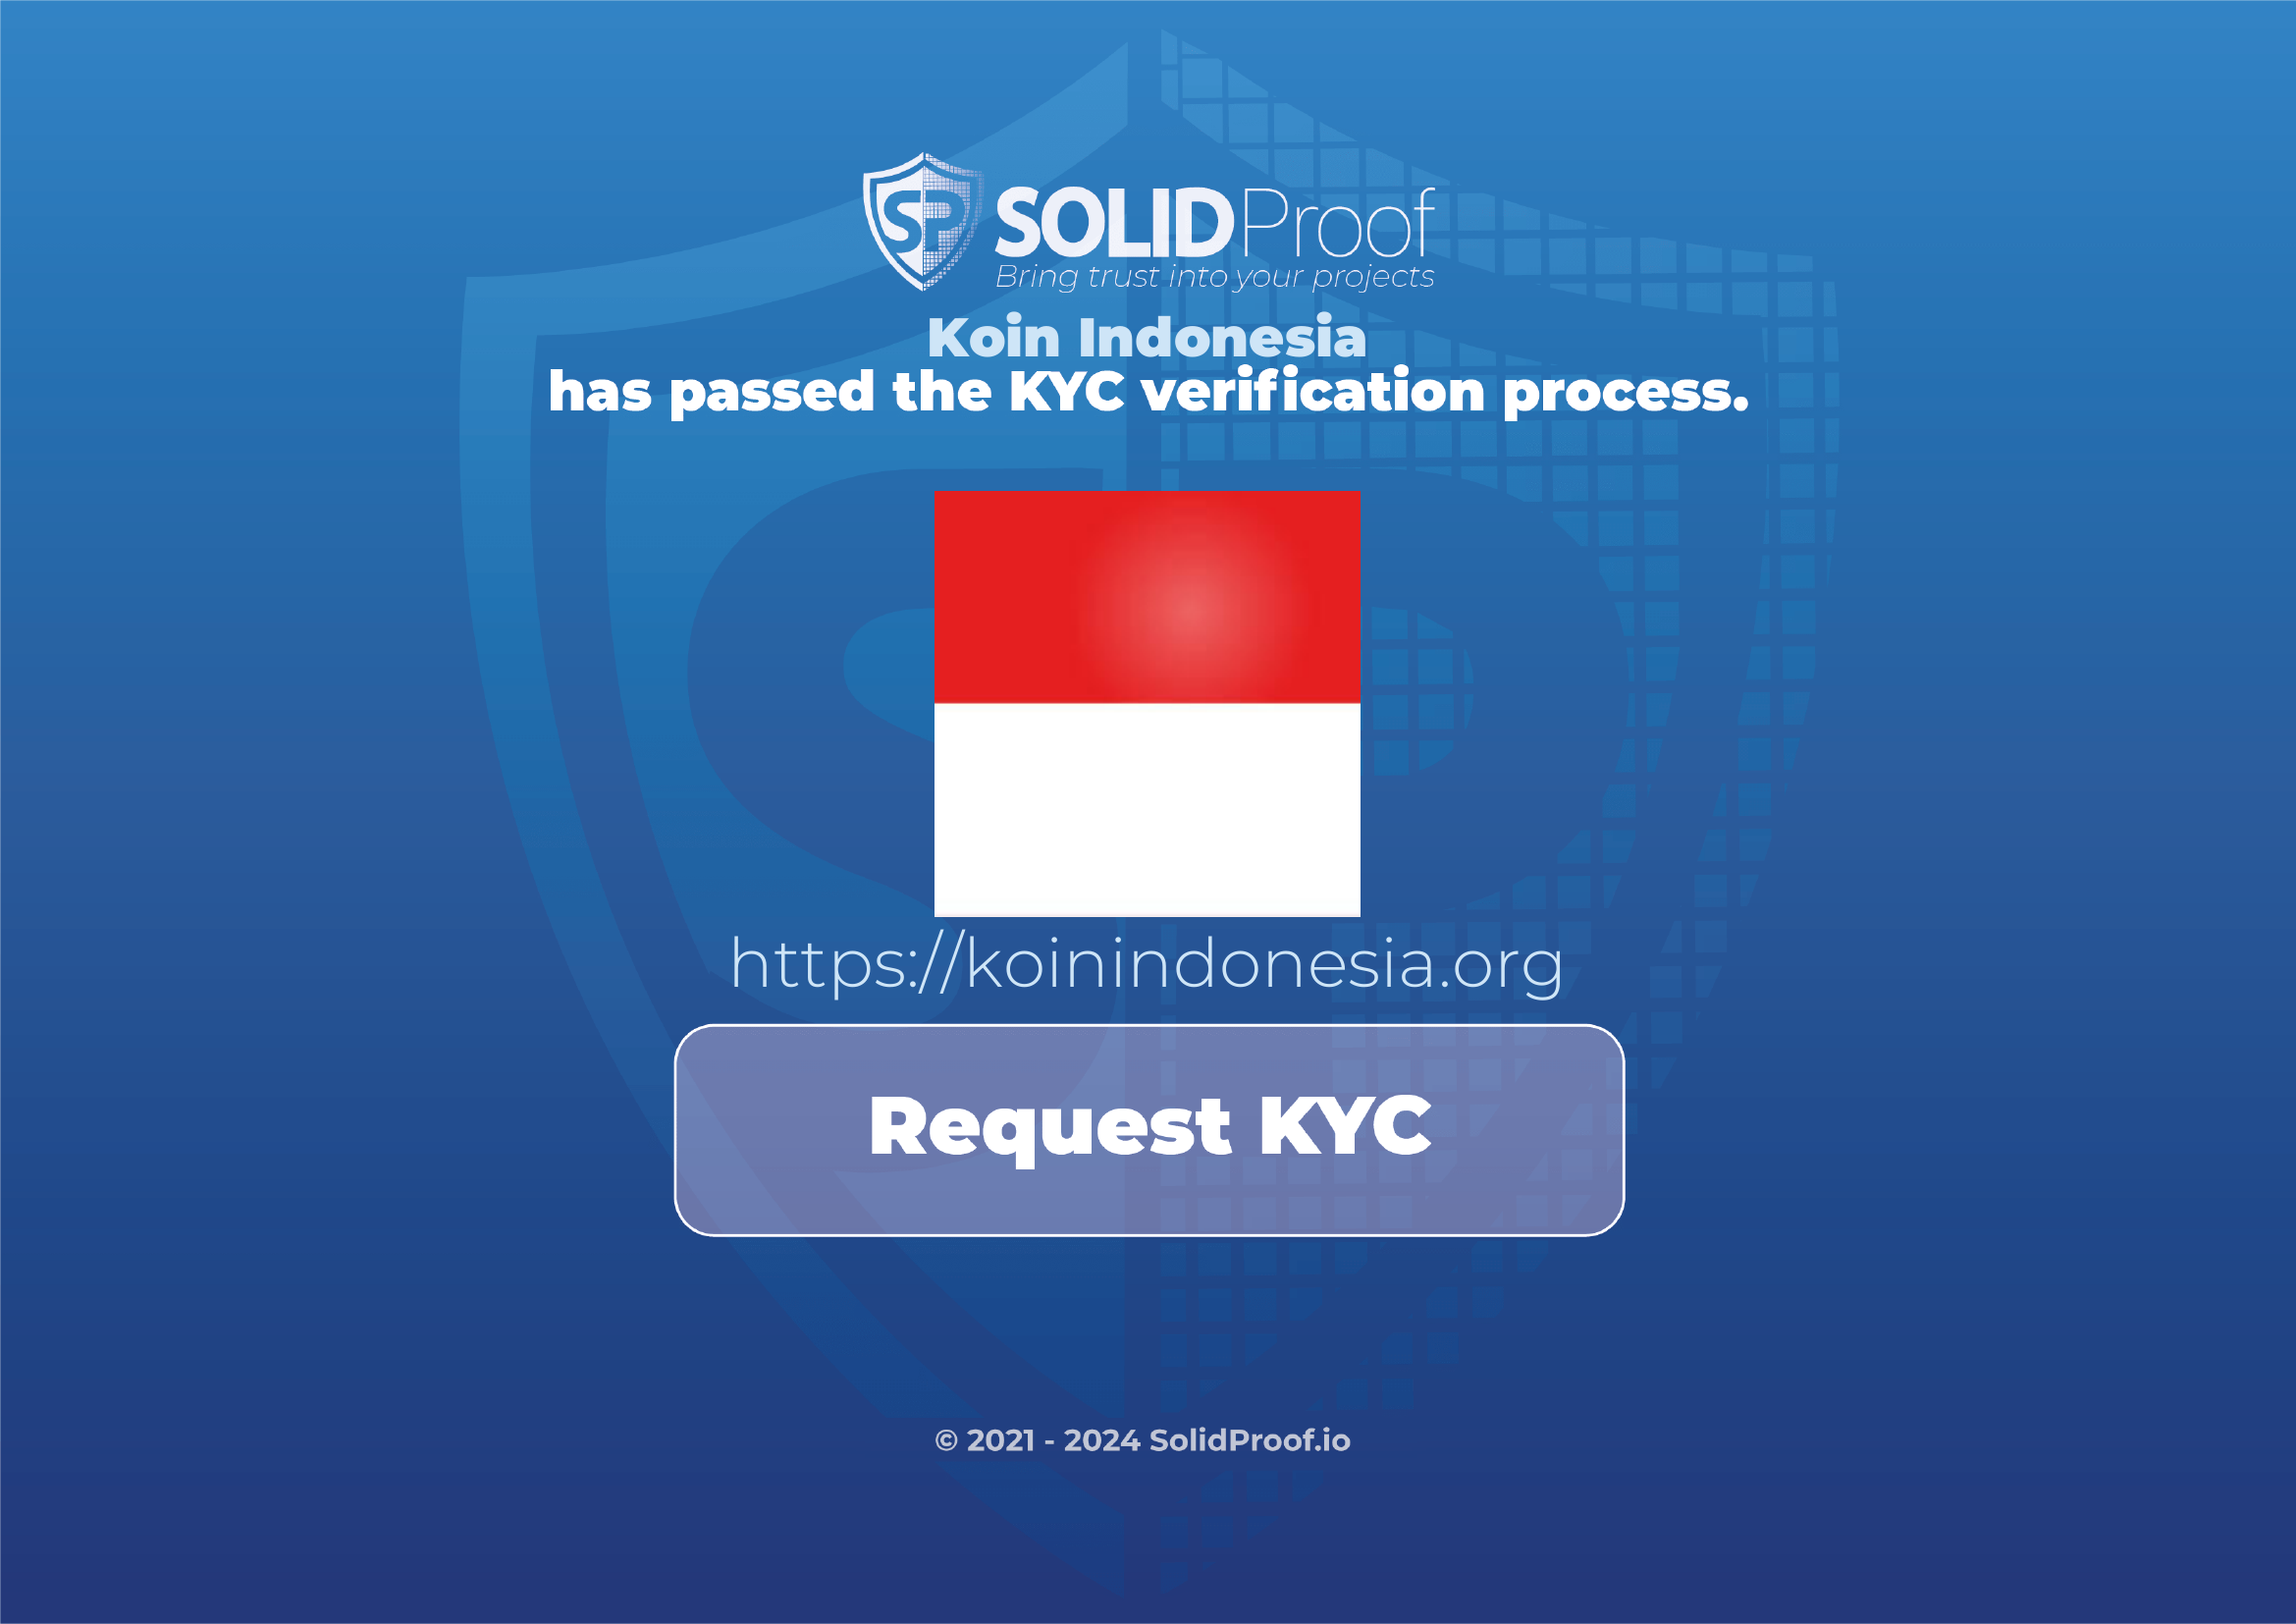 SP SOLIDProof
Bring trust into your projects
Koin Indonesia
has passed the KYC verification process.
https://koinindonesia.org
Request KYC
© 2021 - 2024 SolidProof.io